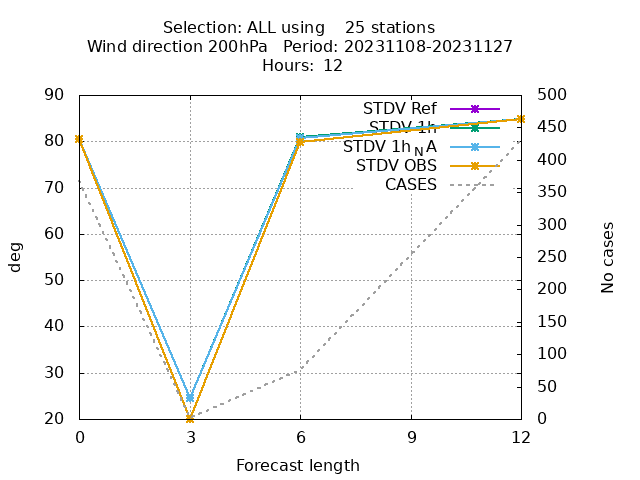 Selection: ALL using    25 stations
Wind direction 200hPa   Period: 20231108-20231127
Hours:  12
90
80
70
60
50
40
30
20
500
450
400
350
300
250
200
150
100
50
0
STDV Ref
STDV 1h
STDV 1h_N A
STDV OBS
CASES
deg
No cases
0 3 6 9 12
Forecast length